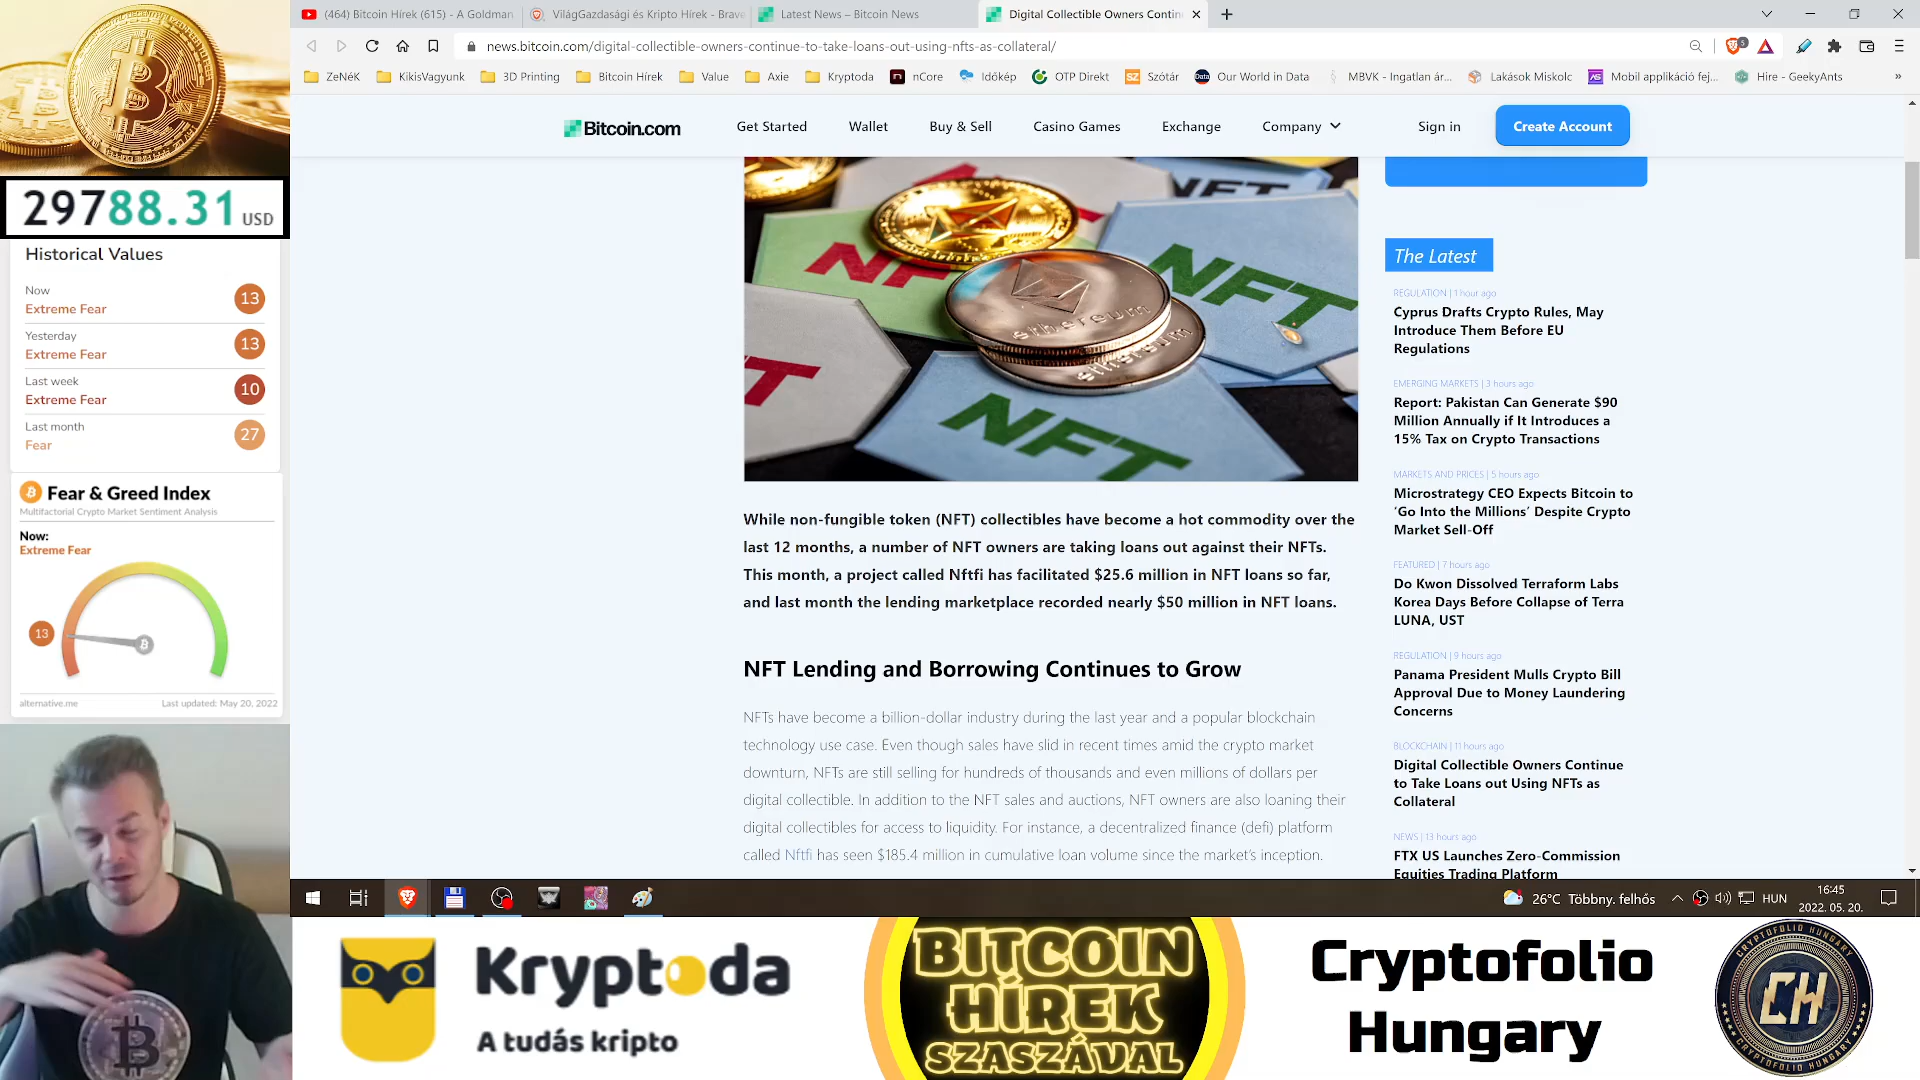 (464) Bitcoin Hírek (615) - A Goldman
VilágGazdasági és Kripto Hírek - Brave
Latest News – Bitcoin News
Digital Collectible Owners Contin
news.bitcoin.com/digital-collectible-owners-continue-to-take-loans-out-using-nfts-as-collateral/
ZeNéK
KikisVagyunk
3D Printing
Bitcoin Hírek
Value
Axie
Kryptoda
nCore
Időkép
OTP Direkt
Szótár
Our World in Data
MBVK - Ingatlan ár...
Lakások Miskolc
Mobil applikáció fej...
Hire - GeekyAnts
Bitcoin.com
Get Started
Wallet
Buy & Sell
Casino Games
Exchange
Company
Sign in
Create Account
29788.31 USD
Historical Values
Now
Extreme Fear
13
Yesterday
Extreme Fear
13
Last week
Extreme Fear
10
Last month
Fear
27
Fear & Greed Index
Multifactorial Crypto Market Sentiment Analysis
Now:
Extreme Fear
13
alternative.me
Last updated: May 20, 2022
NFT
NFT
ethereum
ethereum
NFT
While non-fungible token (NFT) collectibles have become a hot commodity over the
last 12 months, a number of NFT owners are taking loans out against their NFTs.
This month, a project called Nftfi has facilitated $25.6 million in NFT loans so far,
and last month the lending marketplace recorded nearly $50 million in NFT loans.
NFT Lending and Borrowing Continues to Grow
NFTs have become a billion-dollar industry during the last year and a popular blockchain
technology use case. Even though sales have slid in recent times amid the crypto market
downturn, NFTs are still selling for hundreds of thousands and even millions of dollars per
digital collectible. In addition to the NFT sales and auctions, NFT owners are also loaning their
digital collectibles for access to liquidity. For instance, a decentralized finance (defi) platform
called Nftfi has seen $185.4 million in cumulative loan volume since the market's inception.
The Latest
REGULATION | 1 hour ago
Cyprus Drafts Crypto Rules, May
Introduce Them Before EU
Regulations
EMERGING MARKETS | 3 hours ago
Report: Pakistan Can Generate $90
Million Annually if It Introduces a
15% Tax on Crypto Transactions
MARKETS AND PRICES | 5 hours ago
Microstrategy CEO Expects Bitcoin to
‘Go Into the Millions’ Despite Crypto
Market Sell-Off
FEATURED | 7 hours ago
Do Kwon Dissolved Terraform Labs
Korea Days Before Collapse of Terra
LUNA, UST
REGULATION | 9 hours ago
Panama President Mulls Crypto Bill
Approval Due to Money Laundering
Concerns
BLOCKCHAIN | 11 hours ago
Digital Collectible Owners Continue
to Take Loans out Using NFTs as
Collateral
NEWS | 13 hours ago
FTX US Launches Zero-Commission
Equities Trading Platform
26°C Többny. felhős
HUN
16:45
2022. 05. 20.
Kryptoda
A tudás kripto
BITCOIN
HÍREK
SZASZÁVAL
Cryptofolio
Hungary
CRYPTOFOLIO HUNGARY
CH
CRYPTOFOLIO HUNGARY